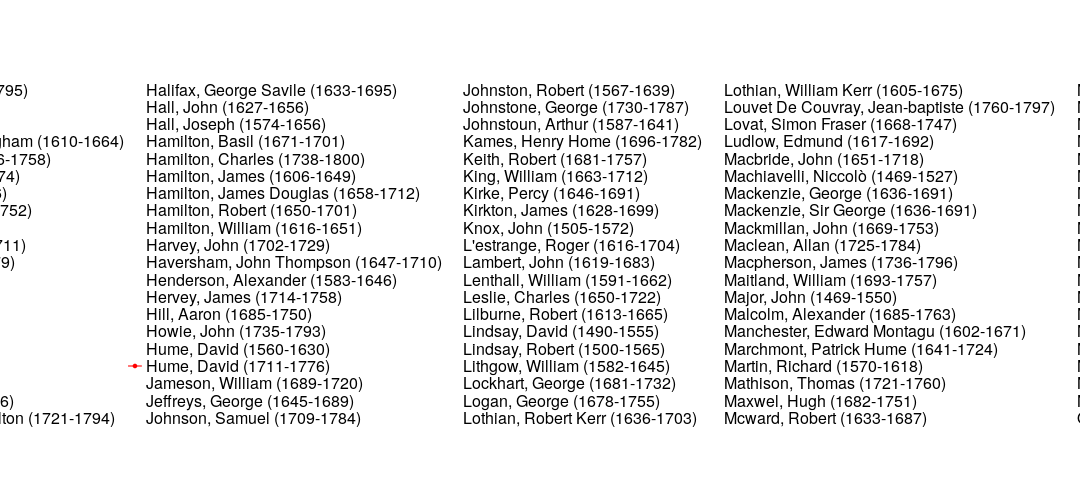 795)
gham (1610-1664)
-1758)
74)
)
752)
711)
9)
6)
lton (1721-1794)
Halifax, George Savile (1633-1695)
Hall, John (1627-1656)
Hall, Joseph (1574-1656)
Hamilton, Basil (1671-1701)
Hamilton, Charles (1738-1800)
Hamilton, James (1606-1649)
Hamilton, James Douglas (1658-1712)
Hamilton, Robert (1650-1701)
Hamilton, William (1616-1651)
Harvey, John (1702-1729)
Haversham, John Thompson (1647-1710)
Henderson, Alexander (1583-1646)
Hervey, James (1714-1758)
Hill, Aaron (1685-1750)
Howie, John (1735-1793)
Hume, David (1560-1630)
Hume, David (1711-1776)
Jameson, William (1689-1720)
Jeffreys, George (1645-1689)
Johnson, Samuel (1709-1784)
Johnston, Robert (1567-1639)
Johnstone, George (1730-1787)
Johnstoun, Arthur (1587-1641)
Kames, Henry Home (1696-1782)
Keith, Robert (1681-1757)
King, William (1663-1712)
Kirke, Percy (1646-1691)
Kirkton, James (1628-1699)
Knox, John (1505-1572)
L'estrange, Roger (1616-1704)
Lambert, John (1619-1683)
Lenthall, William (1591-1662)
Leslie, Charles (1650-1722)
Lilburne, Robert (1613-1665)
Lindsay, David (1490-1555)
Lindsay, Robert (1500-1565)
Lithgow, William (1582-1645)
Lockhart, George (1681-1732)
Logan, George (1678-1755)
Lothian, Robert Kerr (1636-1703)
Lothian, William Kerr (1605-1675)
Louvet De Couvray, Jean-baptiste (1760-1797)
Lovat, Simon Fraser (1668-1747)
Ludlow, Edmund (1617-1692)
Macbride, John (1651-1718)
Machiavelli, Niccolò (1469-1527)
Mackenzie, George (1636-1691)
Mackenzie, Sir George (1636-1691)
Mackmillan, John (1669-1753)
Maclean, Allan (1725-1784)
Macpherson, James (1736-1796)
Maitland, William (1693-1757)
Major, John (1469-1550)
Malcolm, Alexander (1685-1763)
Manchester, Edward Montagu (1602-1671)
Marchmont, Patrick Hume (1641-1724)
Martin, Richard (1570-1618)
Mathison, Thomas (1721-1760)
Maxwel, Hugh (1682-1751)
Mcward, Robert (1633-1687)